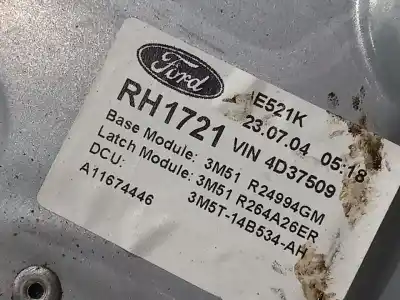 Ford
E521K
RH1721
23.07.04 05:18
VIN 4D37509
Base Module: 3M51 R24994GM
Latch Module: 3M51 R264A26ER
DCU: 3M5T-14B534-AH
A11674446